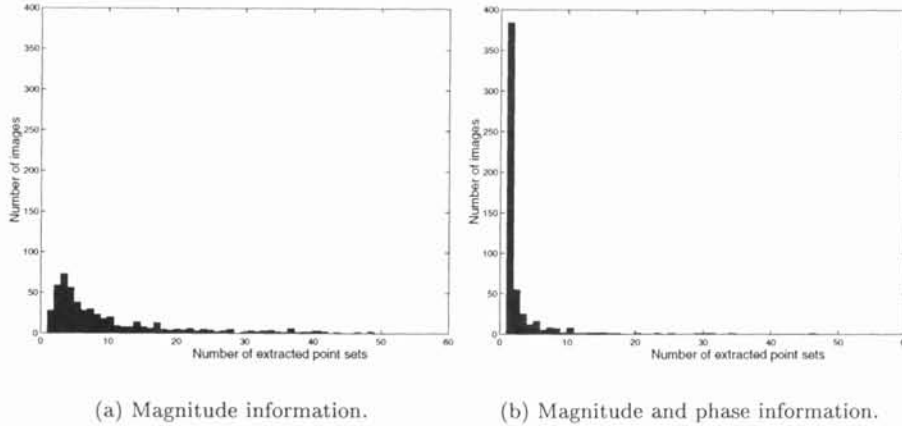 400
350
300
250
200
150
100
50
0
Number of images
0 10 20 30 40 50 60
Number of extracted point sets
(a) Magnitude information.
400
350
300
250
200
150
100
50
0
Number of images
0 10 20 30 40 50 60
Number of extracted point sets
(b) Magnitude and phase information.